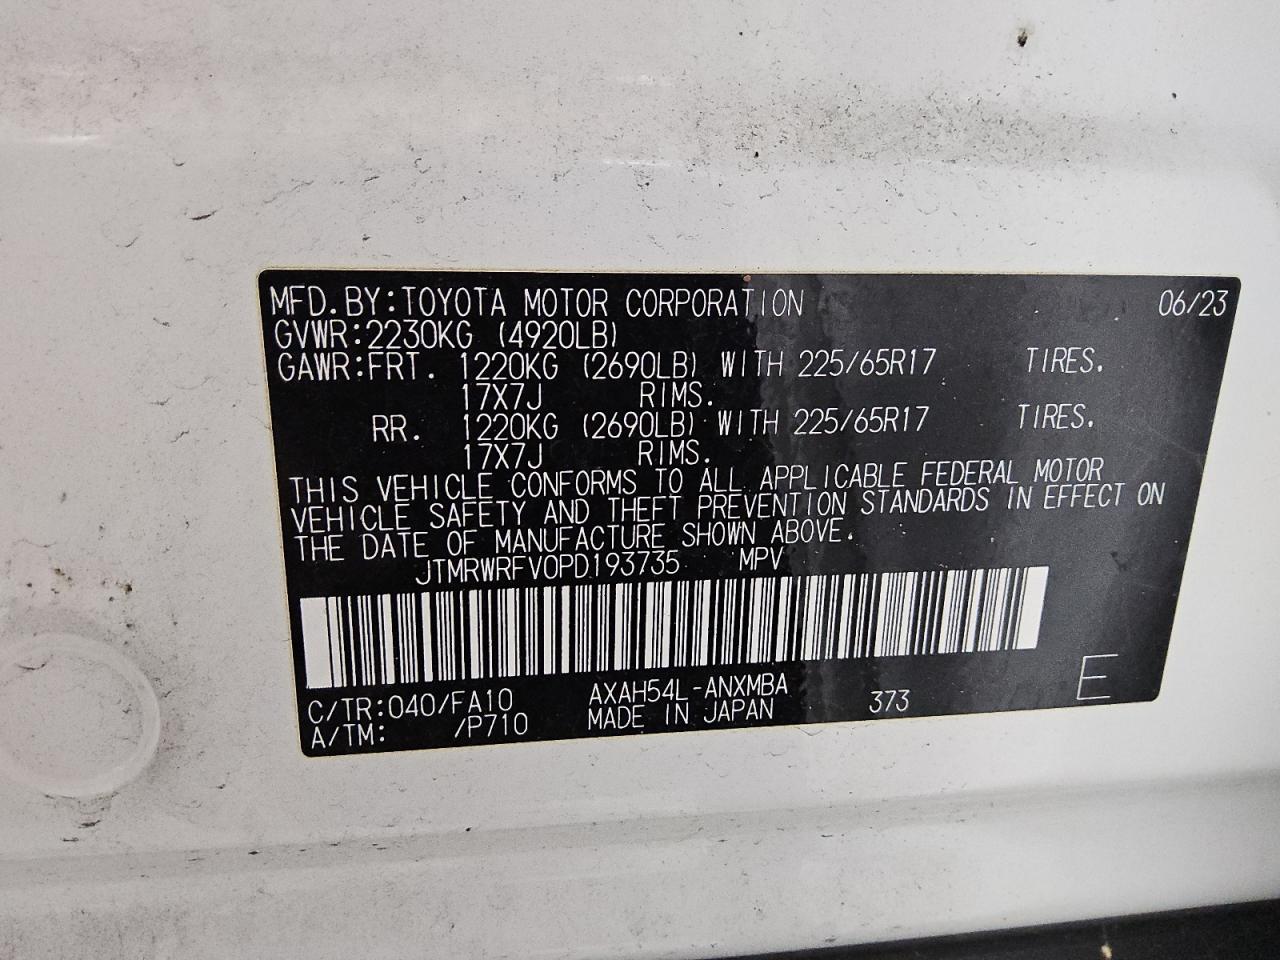 MFD.BY:TOYOTA MOTOR CORPORATION 06/23
GVWR:2230KG (4920LB)
GAWR:FRT. 1220KG (2690LB) WITH 225/65R17 TIRES.
17X7J RIMS.
RR. 1220KG (2690LB) WITH 225/65R17 TIRES.
17X7J RIMS.
THIS VEHICLE CONFORMS TO ALL APPLICABLE FEDERAL MOTOR
VEHICLE SAFETY AND THEFT PREVENTION STANDARDS IN EFFECT ON
THE DATE OF MANUFACTURE SHOWN ABOVE.
JTMRWRFV0PD193735 MPV
C/TR:040/FA10 AXAH54L-ANXMBA 373 E
A/TM: /P710 MADE IN JAPAN